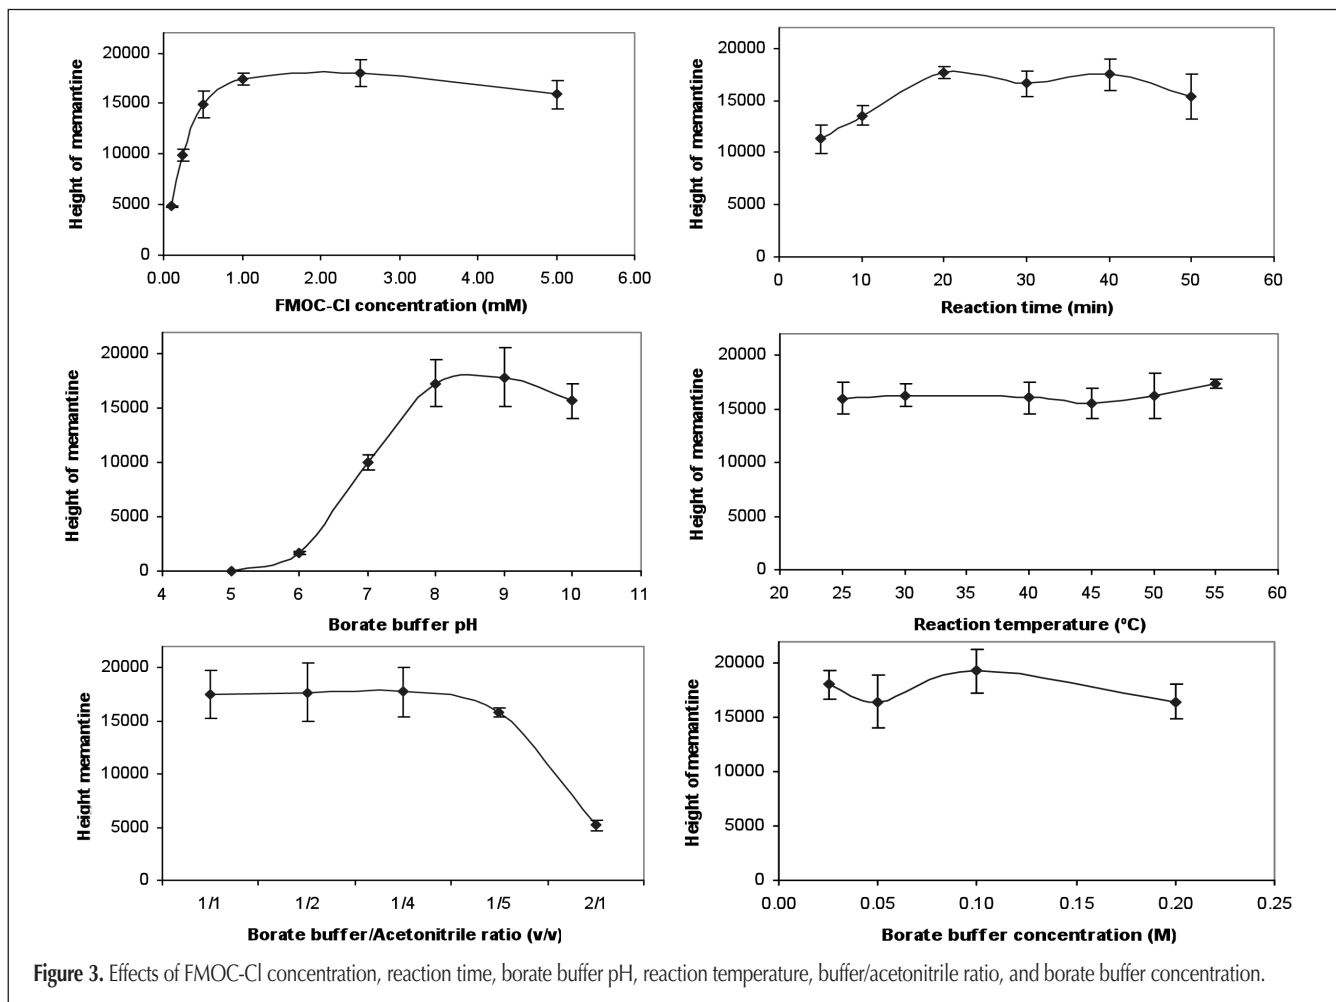 20000
15000
10000
5000
0
Height of memantine
0.00 1.00 2.00 3.00 4.00 5.00 6.00
FMOC-Cl concentration (mM)
20000
15000
10000
5000
0
Height of memantine
0 10 20 30 40 50 60
Reaction time (min)
20000
15000
10000
5000
0
Height of memantine
4 5 6 7 8 9 10 11
Borate buffer pH
20000
15000
10000
5000
0
Height of memantine
20 25 30 35 40 45 50 55 60
Reaction temperature (ºC)
20000
15000
10000
5000
0
Height memantine
1/1 1/2 1/4 1/5 2/1
Borate buffer/Acetonitrile ratio (v/v)
20000
15000
10000
5000
0
Height of memantine
0.00 0.05 0.10 0.15 0.20 0.25
Borate buffer concentration (M)
Figure 3. Effects of FMOC-Cl concentration, reaction time, borate buffer pH, reaction temperature, buffer/acetonitrile ratio, and borate buffer concentration.